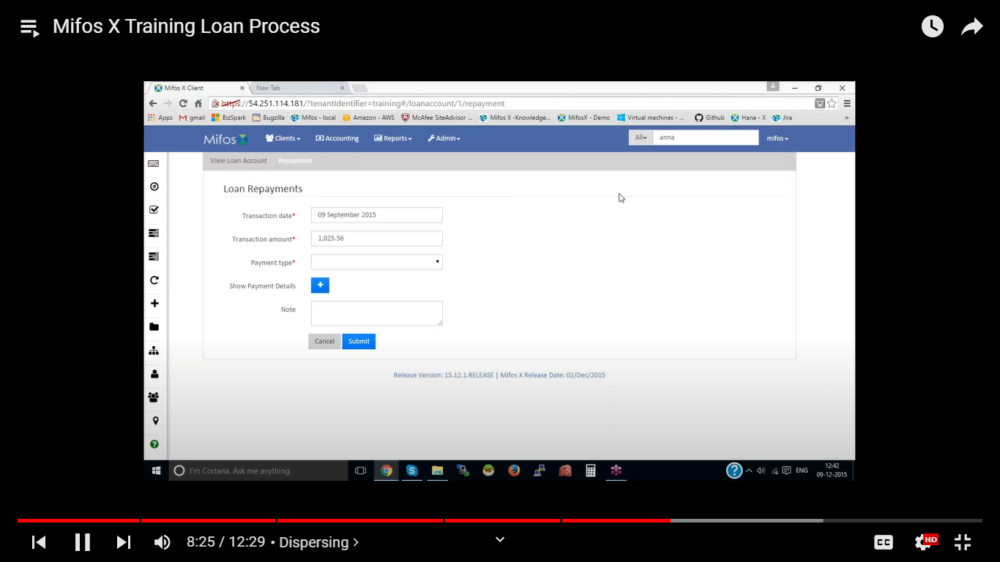 Mifos X Training Loan Process
Mifos X Client
New Tab
https://54.251.114.181/?tenantIdentifier=training#/loanaccount/1/repayment
Apps gmail BizSpark Bugzilla Mifos - local Amazon - AWS McAfee SiteAdvisor ... Mifos X -Knowledge... MifosX - Demo Virtual machines - ... Github Hana - X Jira »
Mifos Clients Accounting Reports Admin All anna mifos
View Loan Account Repayment
Loan Repayments
Transaction date* 09 September 2015
Transaction amount* 1,025.56
Payment type*
Show Payment Details +
Note
Cancel Submit
Release Version: 15.12.1.RELEASE | Mifos X Release Date: 02/Dec/2015
I'm Cortana. Ask me anything. ENG 12:42
09-12-2015
8:25 / 12:29 • Dispersing > CC HD